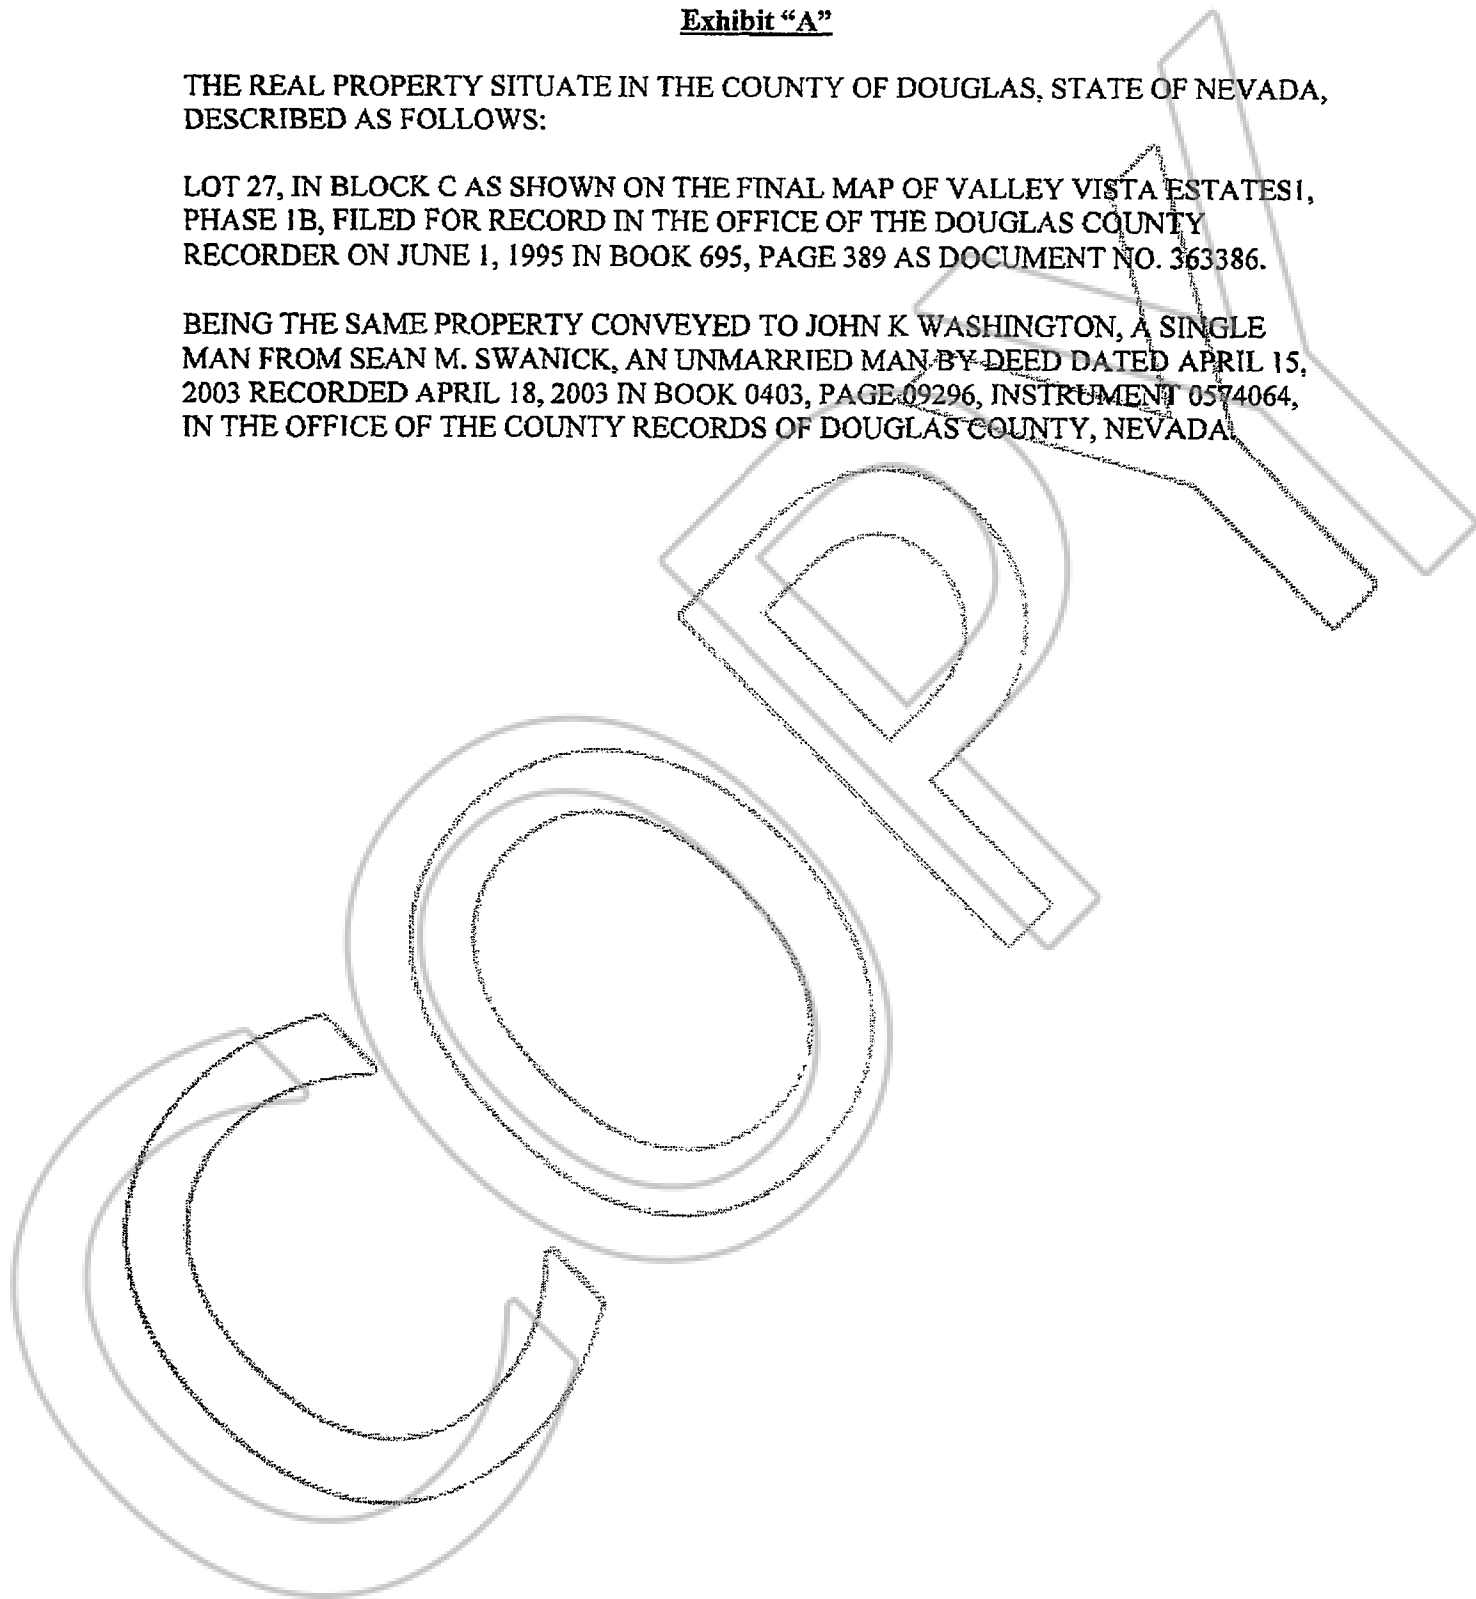 Exhibit “A”
THE REAL PROPERTY SITUATE IN THE COUNTY OF DOUGLAS, STATE OF NEVADA,
DESCRIBED AS FOLLOWS:
LOT 27, IN BLOCK C AS SHOWN ON THE FINAL MAP OF VALLEY VISTA ESTATES1,
PHASE 1B, FILED FOR RECORD IN THE OFFICE OF THE DOUGLAS COUNTY
RECORDER ON JUNE 1, 1995 IN BOOK 695, PAGE 389 AS DOCUMENT NO. 363386.
BEING THE SAME PROPERTY CONVEYED TO JOHN K WASHINGTON, A SINGLE
MAN FROM SEAN M. SWANICK, AN UNMARRIED MAN BY DEED DATED APRIL 15,
2003 RECORDED APRIL 18, 2003 IN BOOK 0403, PAGE 09296, INSTRUMENT 0574064,
IN THE OFFICE OF THE COUNTY RECORDS OF DOUGLAS COUNTY, NEVADA.
COPY